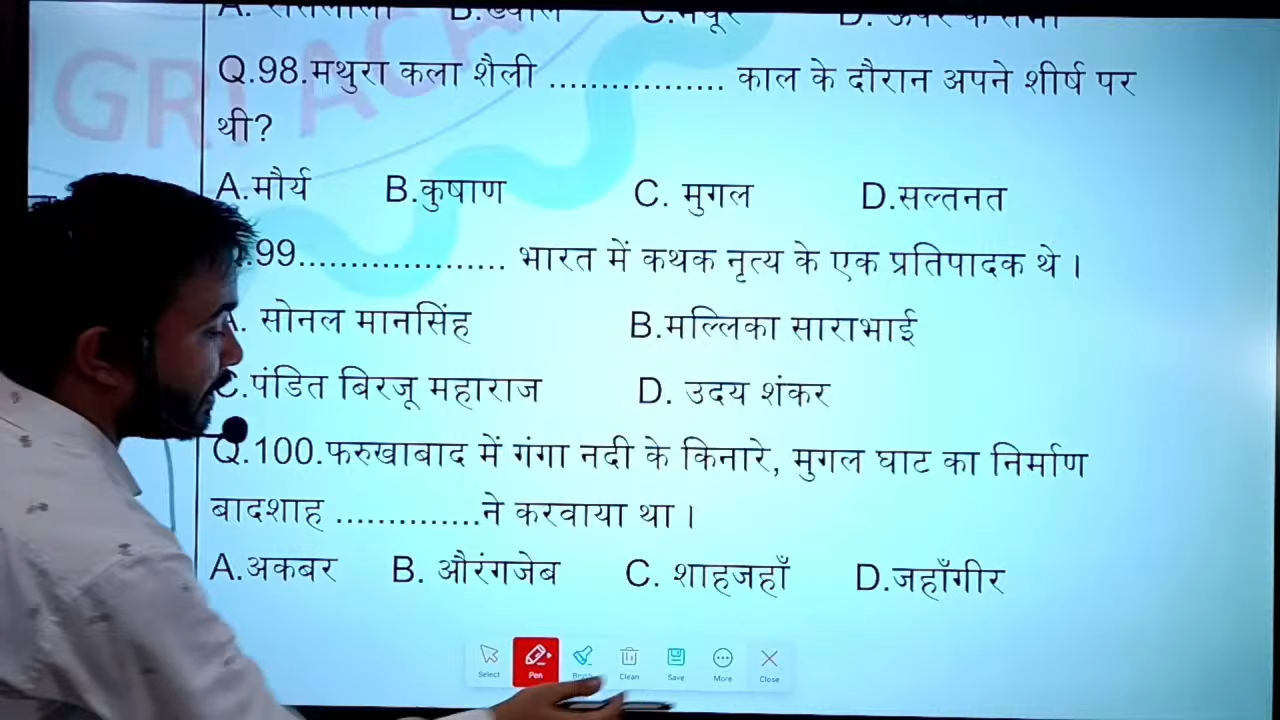 GRI ACA
Q.98.मथुरा कला शैली ................. काल के दौरान अपने शीर्ष पर
थी?
A.मौर्य B.कुषाण C. मुगल D.सल्तनत
.99.................... भारत में कथक नृत्य के एक प्रतिपादक थे ।
A. सोनल मानसिंह B.मल्लिका साराभाई
C.पंडित बिरजू महाराज D. उदय शंकर
Q.100.फरुखाबाद में गंगा नदी के किनारे, मुगल घाट का निर्माण
बादशाह ..............ने करवाया था ।
A.अकबर B. औरंगजेब C. शाहजहाँ D.जहाँगीर
Select Pen Clean Save More Close